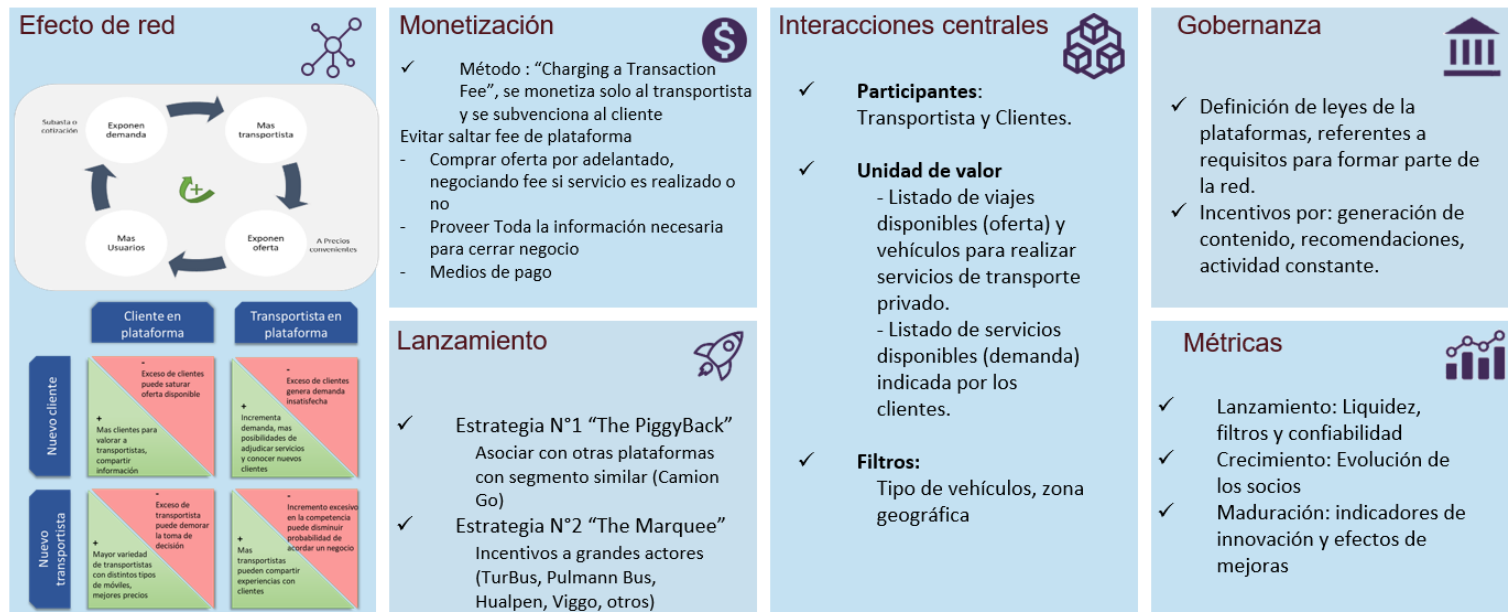 Efecto de red
Subasta o
cotización
Exponen
demanda
Mas
transportista
Mas
Usuarios
Exponen
oferta
A Precios
convenientes
+
Cliente en
plataforma
Transportista en
plataforma
Nuevo cliente
-
Exceso de clientes
puede saturar
oferta disponible
+
Mas clientes para
valorar a
transportistas,
compartir
información
-
Exceso de clientes
genera demanda
insatisfecha
+
Incrementa
demanda, mas
posibilidades de
adjudicar servicios
y conocer nuevos
clientes
Nuevo
transportista
-
Exceso de
transportista
puede demorar
la toma de
decisión
+
Mayor variedad
de transportistas
con distintos tipos
de móviles,
mejores precios
-
Incremento excesivo
en la competencia
puede disminuir
probabilidad de
acordar un negocio
+
Mas
transportistas
pueden compartir
experiencias con
clientes
Monetización
$
✓ Método : “Charging a Transaction
Fee”, se monetiza solo al transportista
y se subvenciona al cliente
Evitar saltar fee de plataforma
- Comprar oferta por adelantado,
negociando fee si servicio es realizado o
no
- Proveer Toda la información necesaria
para cerrar negocio
- Medios de pago
Lanzamiento
✓ Estrategia N°1 “The PiggyBack”
Asociar con otras plataformas
con segmento similar (Camion
Go)
✓ Estrategia N°2 “The Marquee”
Incentivos a grandes actores
(TurBus, Pulmann Bus,
Hualpen, Viggo, otros)
Interacciones centrales
✓ Participantes:
Transportista y Clientes.
✓ Unidad de valor
- Listado de viajes
disponibles (oferta) y
vehículos para realizar
servicios de transporte
privado.
- Listado de servicios
disponibles (demanda)
indicada por los
clientes.
✓ Filtros:
Tipo de vehículos, zona
geográfica
Gobernanza
✓ Definición de leyes de la
plataformas, referentes a
requisitos para formar parte de
la red.
✓ Incentivos por: generación de
contenido, recomendaciones,
actividad constante.
Métricas
✓ Lanzamiento: Liquidez,
filtros y confiabilidad
✓ Crecimiento: Evolución de
los socios
✓ Maduración: indicadores de
innovación y efectos de
mejoras